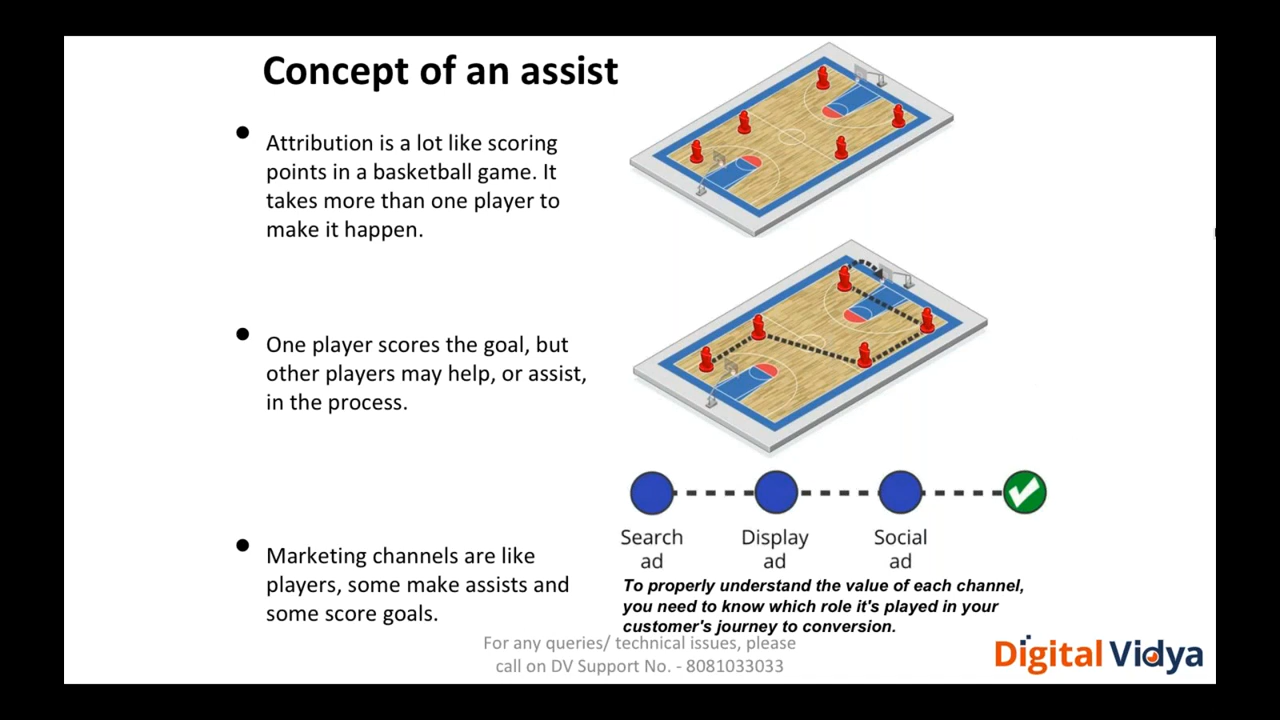 Concept of an assist
• Attribution is a lot like scoring
points in a basketball game. It
takes more than one player to
make it happen.
• One player scores the goal, but
other players may help, or assist,
in the process.
• Marketing channels are like
players, some make assists and
some score goals.
Search
ad
Display
ad
Social
ad
To properly understand the value of each channel,
you need to know which role it's played in your
customer's journey to conversion.
For any queries/ technical issues, please
call on DV Support No. - 8081033033
Digital Vidya